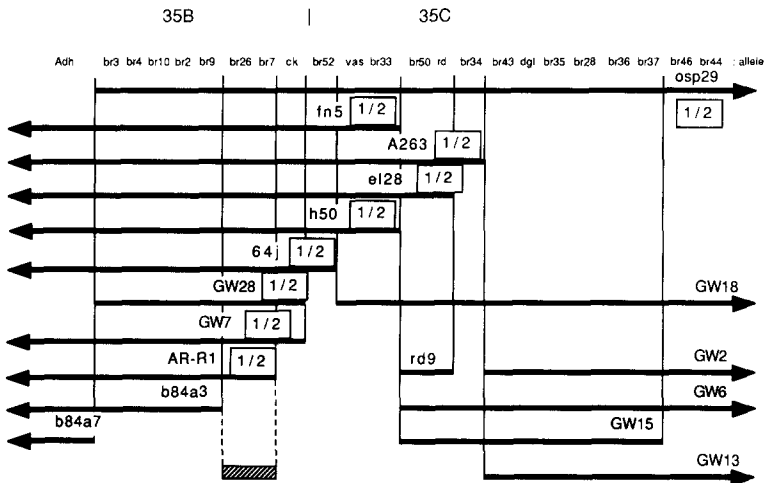 35B | 35C
Adh br3 br4 br10 br2 br9 br26 br7 ck br52 vas br33 br50 rd br34 br43 dgl br35 br28 br36 br37 br46 br44 : allele
osp29
fn5 1/2 1/2
A263 1/2
el28 1/2
h50 1/2
64j 1/2
GW28 1/2 GW18
GW7 1/2
AR-R1 1/2 rd9 GW2
b84a3 GW6
b84a7 GW15
GW13